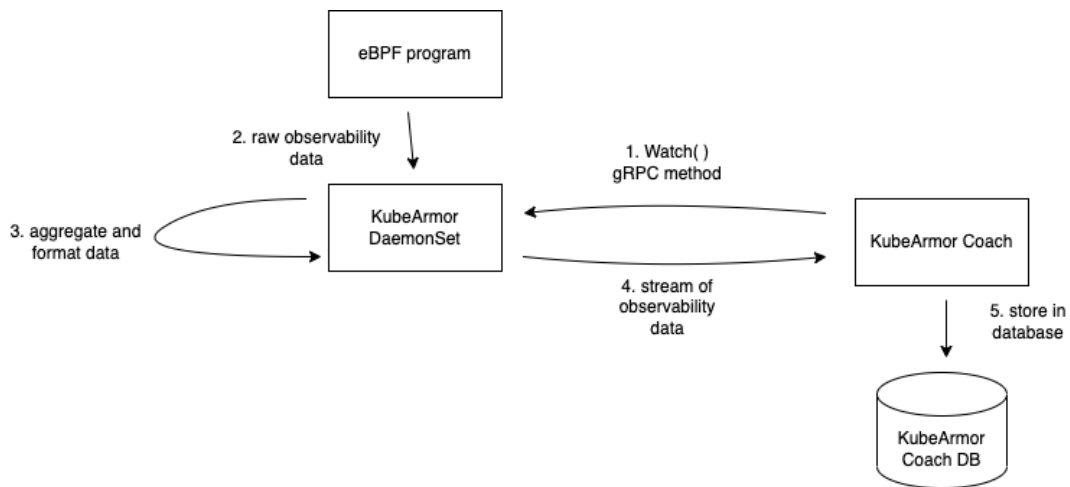 eBPF program
2. raw observability
data
1. Watch( )
gRPC method
KubeArmor
DaemonSet
3. aggregate and
format data
KubeArmor Coach
4. stream of
observability
data
5. store in
database
KubeArmor
Coach DB